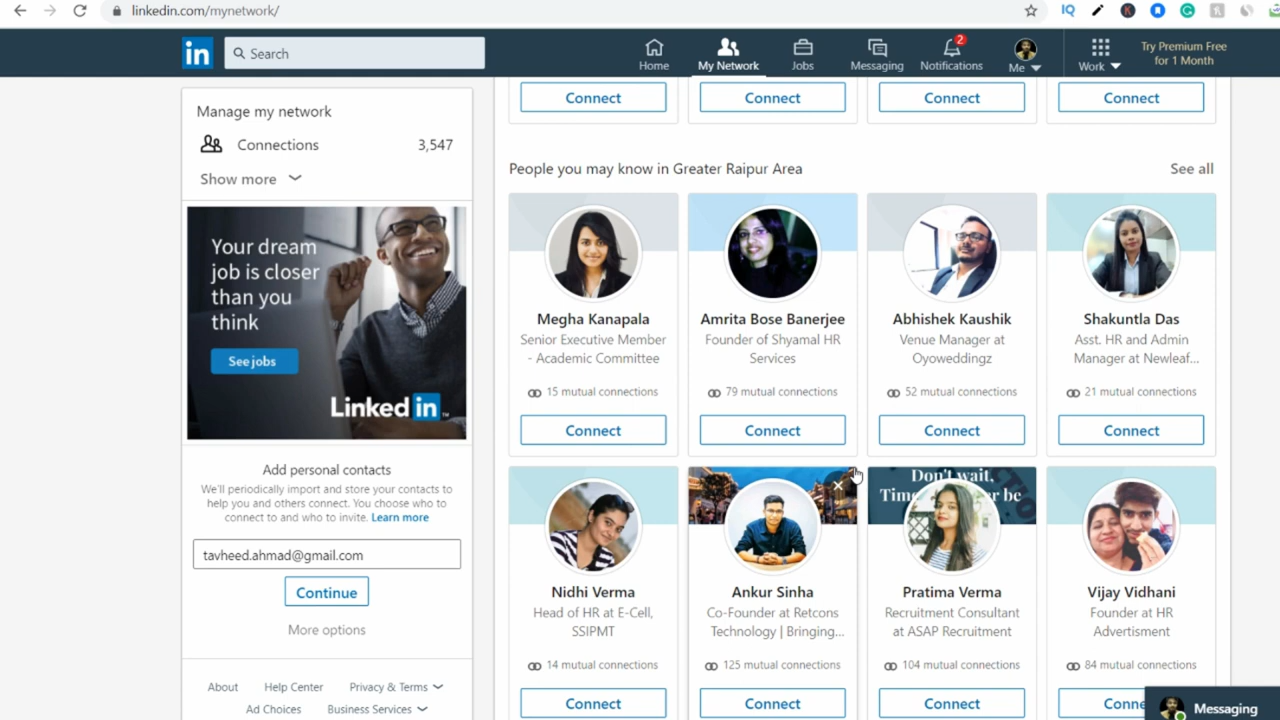 linkedin.com/mynetwork/
in
Search
Home
My Network
Jobs
Messaging
2
Notifications
Me
Work
Try Premium Free
for 1 Month
Manage my network
Connections 3,547
Show more
Your dream
job is closer
than you
think
See jobs
Linked in
Add personal contacts
We'll periodically import and store your contacts to
help you and others connect. You choose who to
connect to and who to invite. Learn more
tavheed.ahmad@gmail.com
Continue
More options
About Help Center Privacy & Terms
Ad Choices Business Services
Connect Connect Connect Connect
People you may know in Greater Raipur Area See all
Megha Kanapala
Senior Executive Member
- Academic Committee
15 mutual connections
Connect
Amrita Bose Banerjee
Founder of Shyamal HR
Services
79 mutual connections
Connect
Abhishek Kaushik
Venue Manager at
Oyoweddingz
52 mutual connections
Connect
Shakuntla Das
Asst. HR and Admin
Manager at Newleaf...
21 mutual connections
Connect
Nidhi Verma
Head of HR at E-Cell,
SSIPMT
14 mutual connections
Connect
Ankur Sinha
Co-Founder at Retcons
Technology | Bringing...
125 mutual connections
Connect
Don't wait,
be
Pratima Verma
Recruitment Consultant
at ASAP Recruitment
104 mutual connections
Connect
Vijay Vidhani
Founder at HR
Advertisment
84 mutual connections
Conne
Messaging